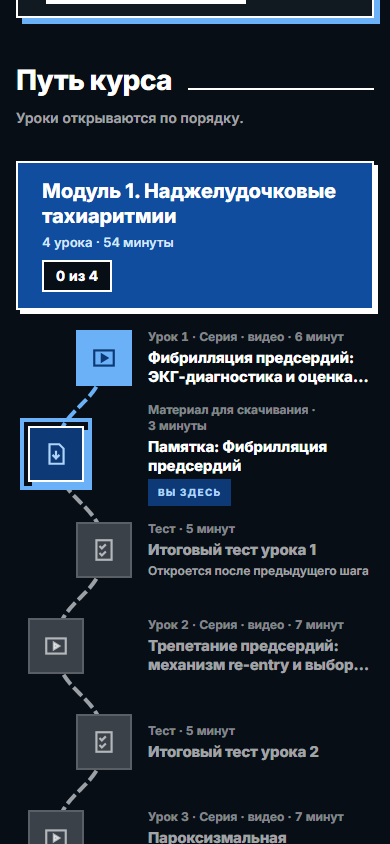 Путь курса
Уроки открываются по порядку.
Модуль 1. Наджелудочковые
тахиаритмии
4 урока · 54 минуты
0 из 4
Урок 1 · Серия · видео · 6 минут
Фибрилляция предсердий:
ЭКГ-диагностика и оценка...
Материал для скачивания ·
3 минуты
Памятка: Фибрилляция
предсердий
ВЫ ЗДЕСЬ
Тест · 5 минут
Итоговый тест урока 1
Откроется после предыдущего шага
Урок 2 · Серия · видео · 7 минут
Трепетание предсердий:
механизм re-entry и выбор...
Тест · 5 минут
Итоговый тест урока 2
Урок 3 · Серия · видео · 7 минут
Пароксизмальная